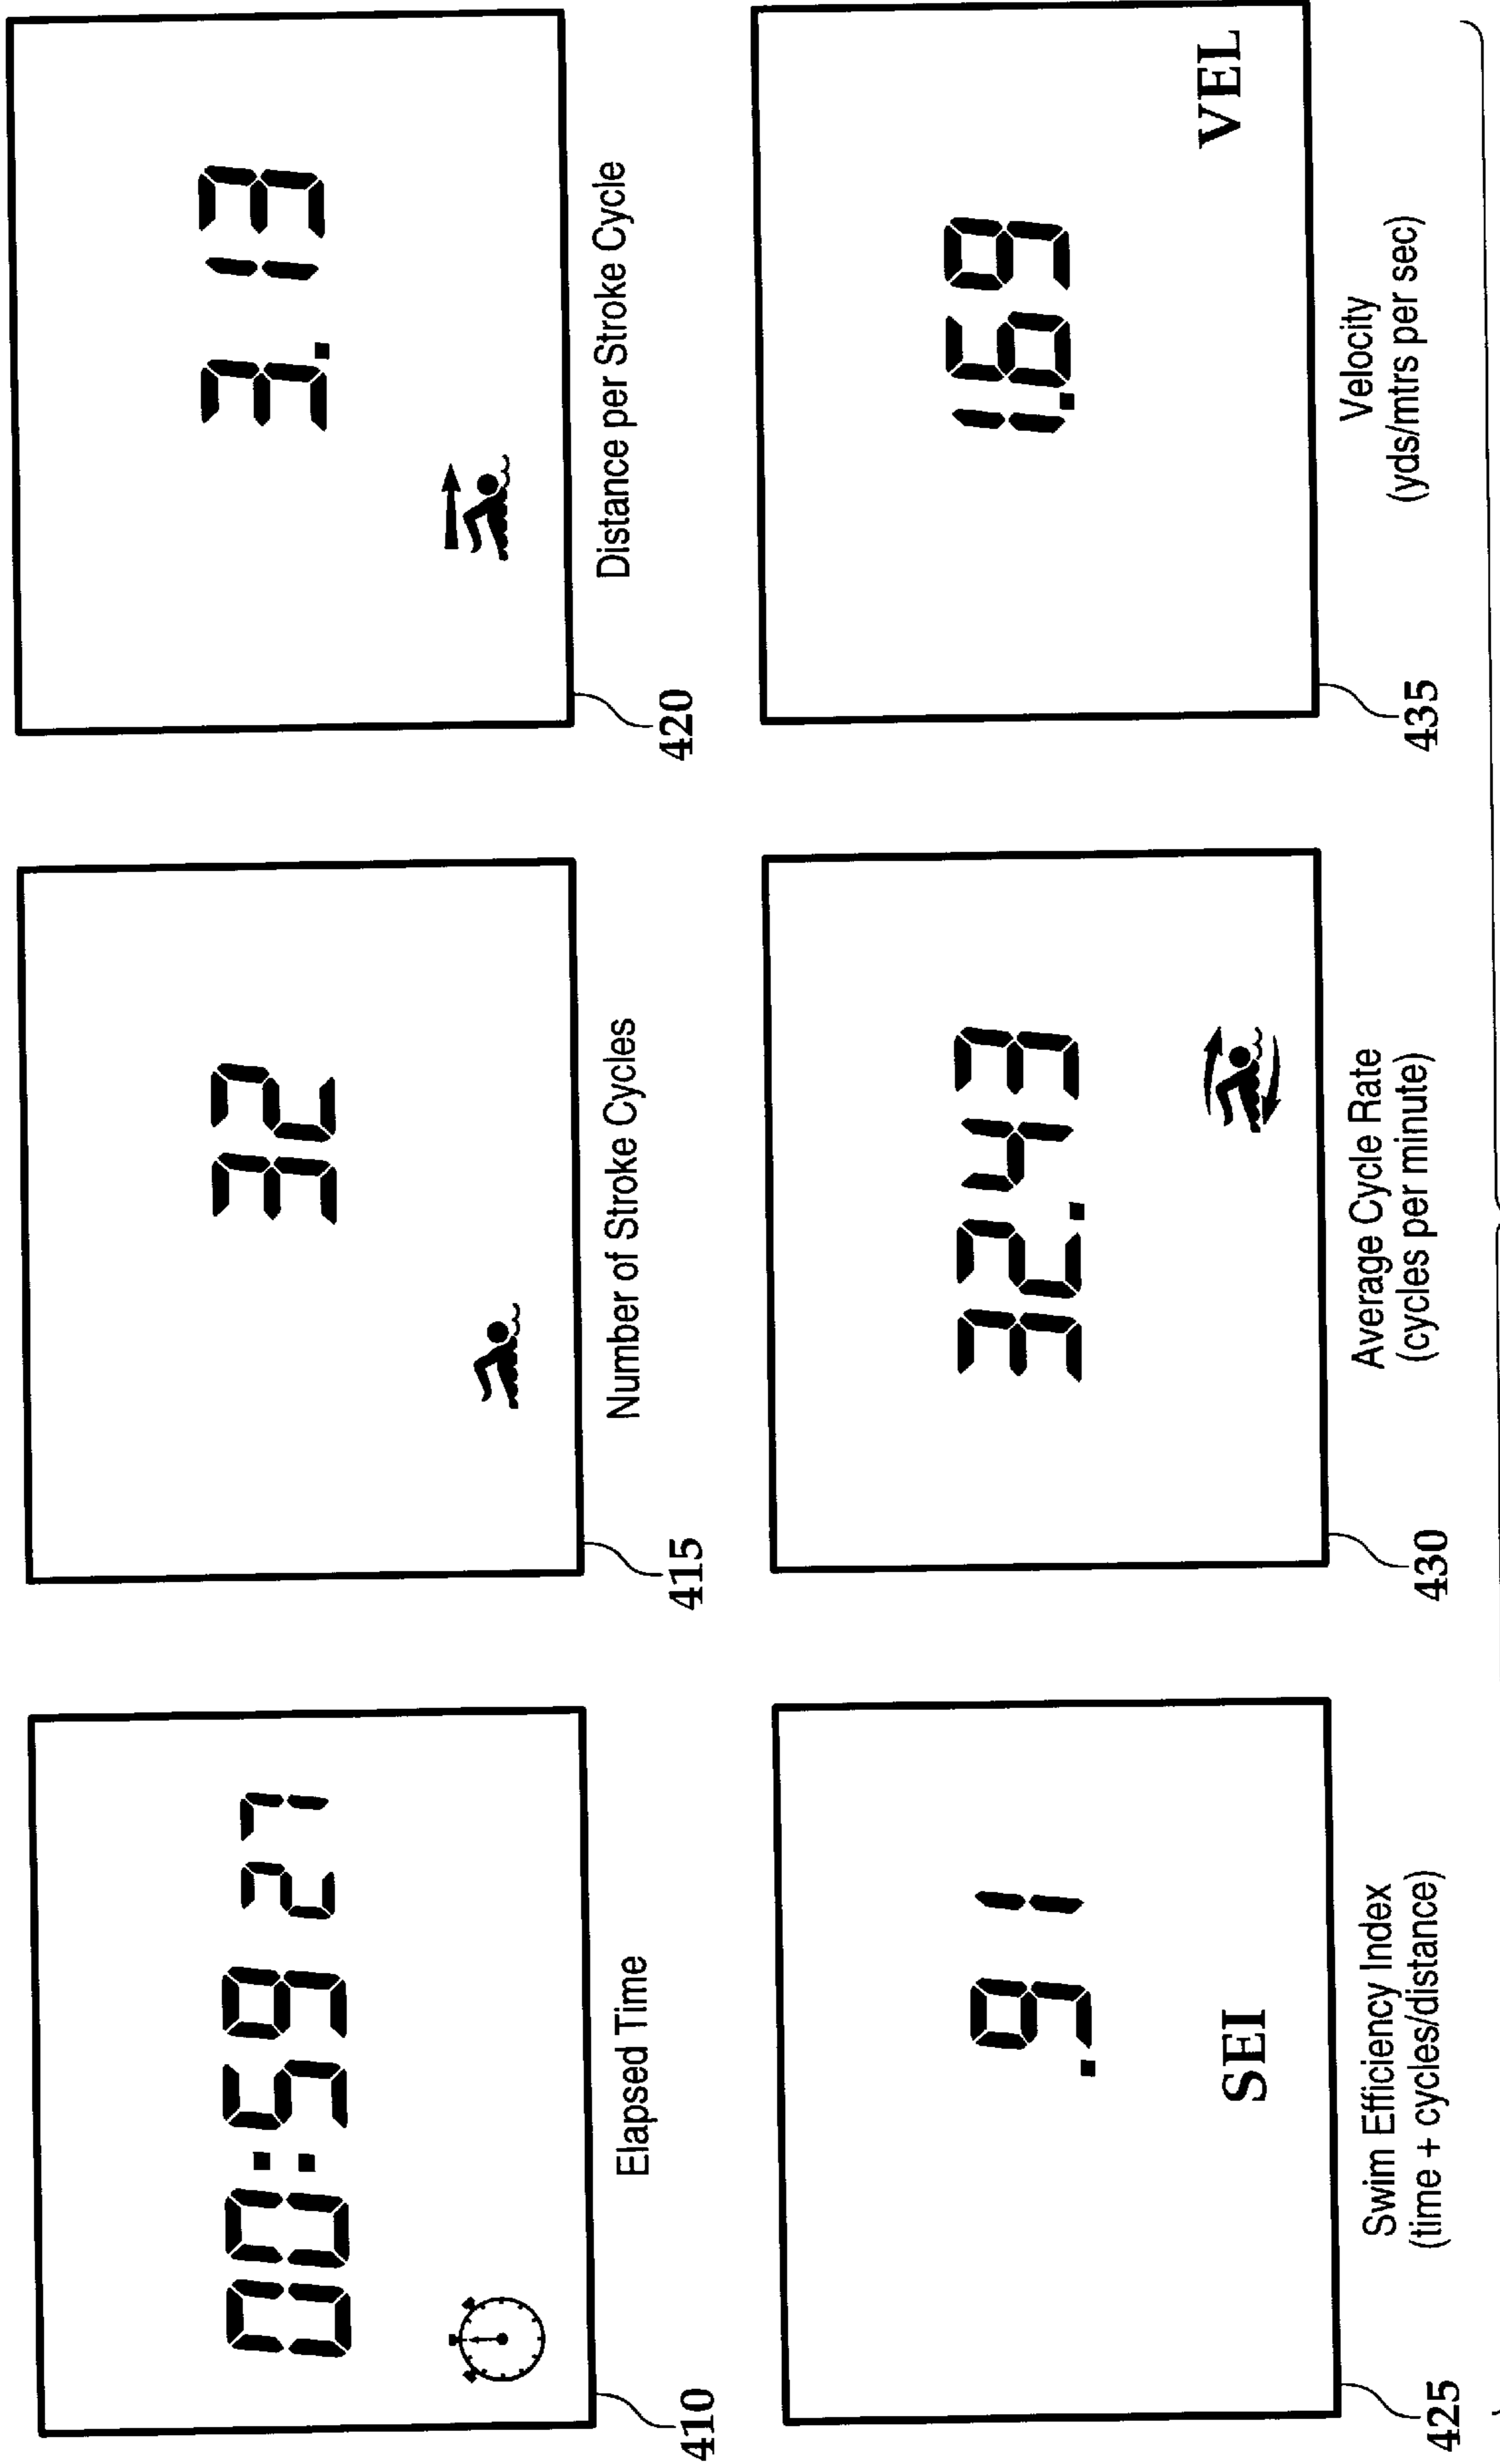 00:59 27
Elapsed Time
410
32
Number of Stroke Cycles
415
3.13
Distance per Stroke Cycle
420
.91
SEI
Swim Efficiency Index
(time + cycles/distance)
425
32.43
Average Cycle Rate
(cycles per minute)
430
1.69
VEL
Velocity
(yds/mtrs per sec)
435